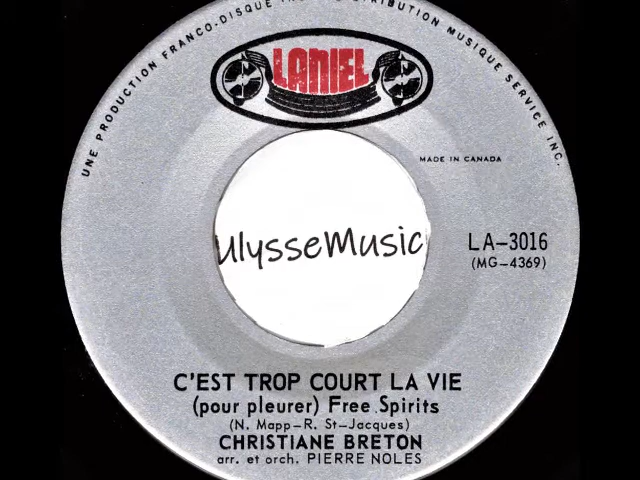 UNE PRODUCTION FRANCO-DISQUE INC. DISTRIBUTION MUSIQUE SERVICE INC.
LANIEL
MADE IN CANADA
UlysseMusic
LA-3016
(MG-4369)
C'EST TROP COURT LA VIE
(pour pleurer) Free Spirits
(N. Mapp-R. St-Jacques)
CHRISTIANE BRETON
arr. et orch. PIERRE NOLES